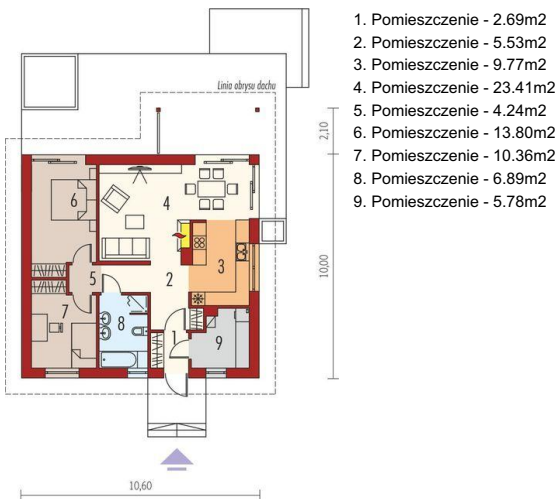 1. Pomieszczenie - 2.69m2
2. Pomieszczenie - 5.53m2
3. Pomieszczenie - 9.77m2
4. Pomieszczenie - 23.41m2
5. Pomieszczenie - 4.24m2
6. Pomieszczenie - 13.80m2
7. Pomieszczenie - 10.36m2
8. Pomieszczenie - 6.89m2
9. Pomieszczenie - 5.78m2
Linia obrysu dachu
2,10
6
4
10,00
5
2
3
7
8
1
9
10,60